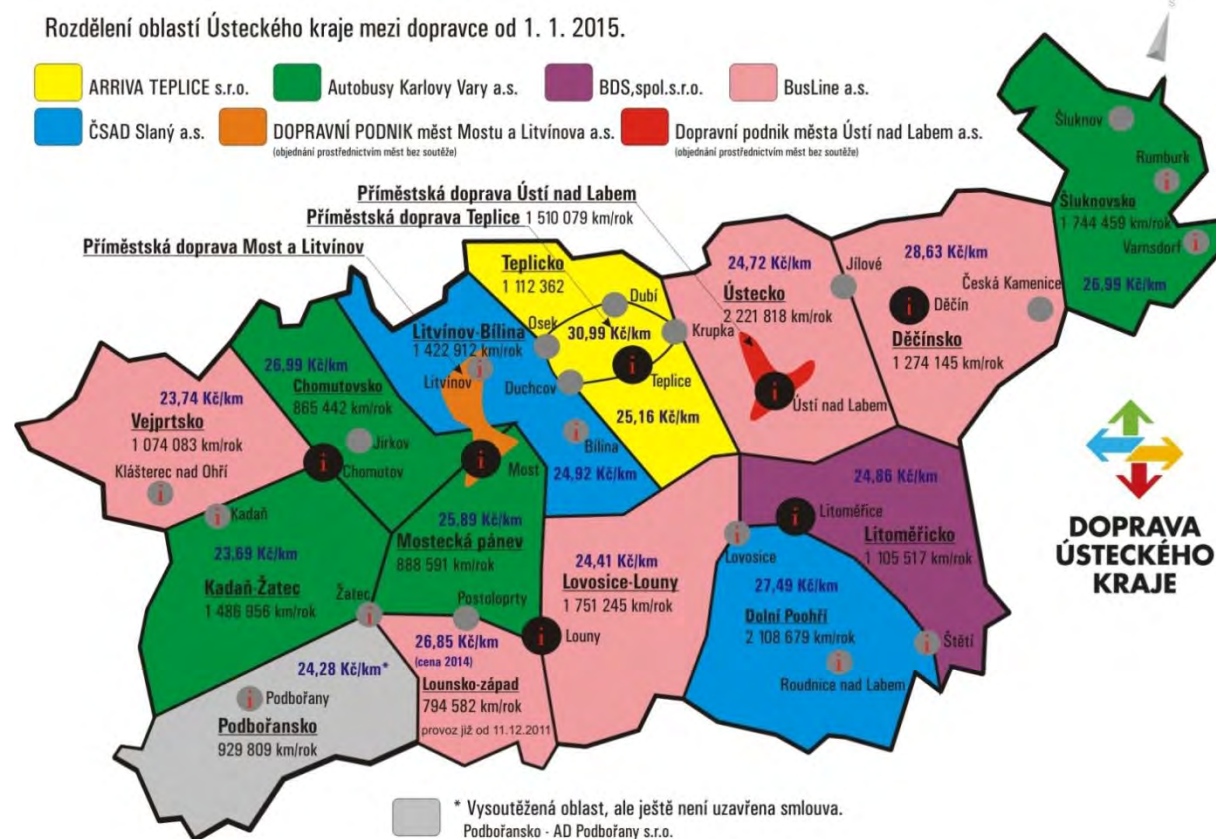 Rozdělení oblastí Ústeckého kraje mezi dopravce od 1. 1. 2015.
S
ARRIVA TEPLICE s.r.o.
Autobusy Karlovy Vary a.s.
BDS,spol.s.r.o.
BusLine a.s.
ČSAD Slaný a.s.
DOPRAVNÍ PODNIK měst Mostu a Litvínova a.s.
(objednání prostřednictvím měst bez soutěže)
Dopravní podnik města Ústí nad Labem a.s.
(objednání prostřednictvím měst bez soutěže)
Šluknov
Rumburk
Šluknovsko
1 744 459 km/rok
Varnsdorf
26,99 Kč/km
Příměstská doprava Ústí nad Labem
Příměstská doprava Teplice 1 510 079 km/rok
Příměstská doprava Most a Litvínov
Teplicko
1 112 362
Dubí
Osek
30,99 Kč/km
Krupka
Duchcov
Teplice
25,16 Kč/km
24,72 Kč/km
Jílové
Ústecko
2 221 818 km/rok
Ústí nad Labem
28,63 Kč/km
Česká Kamenice
Děčín
Děčínsko
1 274 145 km/rok
Litvínov-Bílina
1 422 912 km/rok
Litvínov
Bílina
24,92 Kč/km
26,99 Kč/km
Chomutovsko
865 442 km/rok
Jirkov
Chomutov
Most
23,74 Kč/km
Vejprtsko
1 074 083 km/rok
Klášterec nad Ohří
Kadaň
23,69 Kč/km
Kadaň-Žatec
1 486 956 km/rok
Žatec
25,89 Kč/km
Mostecká pánev
888 591 km/rok
Postoloprty
Louny
24,41 Kč/km
Lovosice-Louny
1 751 245 km/rok
24,86 Kč/km
Litoměřice
Litoměřicko
1 105 517 km/rok
Lovosice
27,49 Kč/km
Dolní Poohří
2 108 679 km/rok
Štětí
Roudnice nad Labem
24,28 Kč/km*
Podbořany
Podbořansko
929 809 km/rok
26,85 Kč/km
(cena 2014)
Lounsko-západ
794 582 km/rok
provoz již od 11.12.2011
DOPRAVA
ÚSTECKÉHO
KRAJE
* Vysoutěžená oblast, ale ještě není uzavřena smlouva.
Podbořansko - AD Podbořany s.r.o.